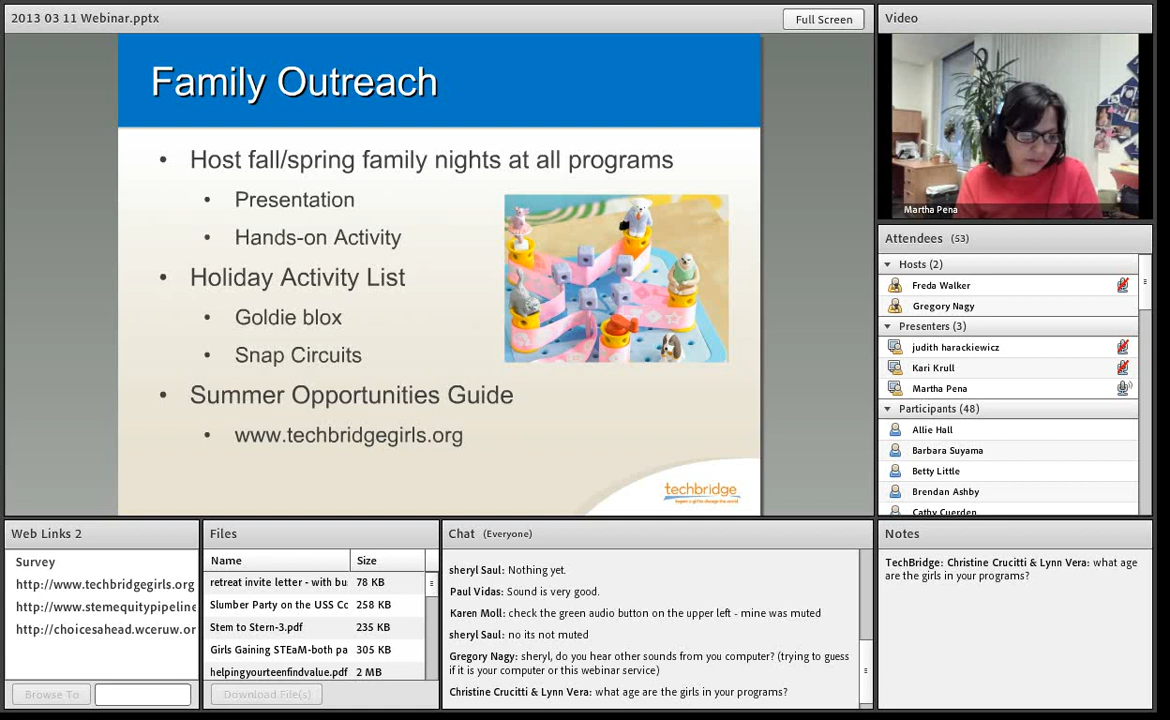 2013 03 11 Webinar.pptx
Full Screen
Family Outreach
• Host fall/spring family nights at all programs
• Presentation
• Hands-on Activity
• Holiday Activity List
• Goldie blox
• Snap Circuits
• Summer Opportunities Guide
• www.techbridgegirls.org
techbridge
Video
Martha Pena
Attendees (53)
Hosts (2)
Freda Walker
Gregory Nagy
Presenters (3)
judith harackiewicz
Kari Krull
Martha Pena
Participants (48)
Allie Hall
Barbara Suyama
Betty Little
Brendan Ashby
Cathy Cuerden
Web Links 2
Survey
http://www.techbridgegirls.org
http://www.stemequitypipeline
http://choicesahead.wceruw.or
Browse To
Files
Name Size
retreat invite letter - with bu 78 KB
Slumber Party on the USS Cc 258 KB
Stem to Stern-3.pdf 235 KB
Girls Gaining STEaM-both pa 305 KB
helpingyourteenfindvalue.pdf 2 MB
Download File(s)
Chat (Everyone)
sheryl Saul: Nothing yet.
Paul Vidas: Sound is very good.
Karen Moll: check the green audio button on the upper left - mine was muted
sheryl Saul: no its not muted
Gregory Nagy: sheryl, do you hear other sounds from you computer? (trying to guess
if it is your computer or this webinar service)
Christine Crucitti & Lynn Vera: what age are the girls in your programs?
Notes
TechBridge: Christine Crucitti & Lynn Vera: what age
are the girls in your programs?